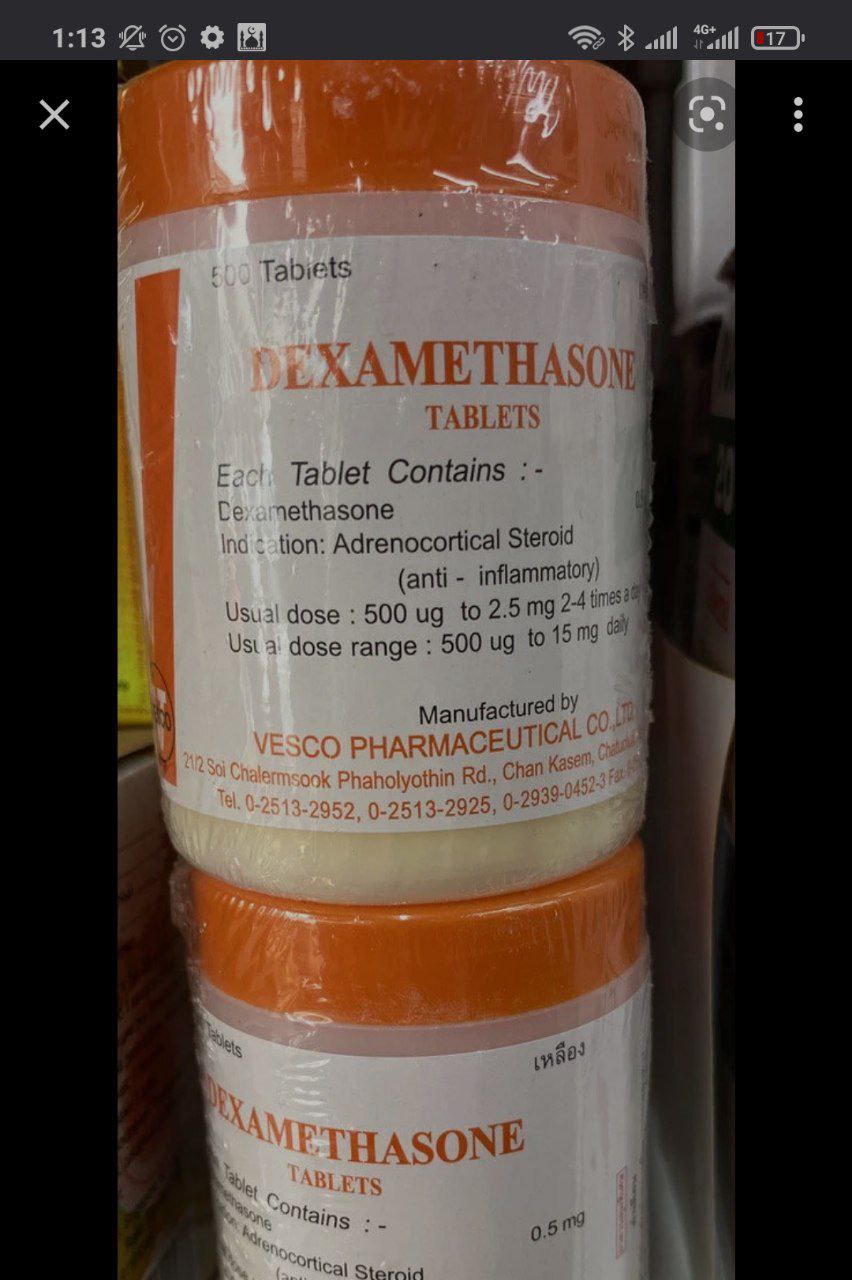 1:13
4G+
17
500 Tablets
DEXAMETHASONE
TABLETS
Each Tablet Contains :-
Dexamethasone
Indication: Adrenocortical Steroid
(anti - inflammatory)
Usual dose : 500 ug to 2.5 mg 2-4 times a day
Usual dose range : 500 ug to 15 mg daily
Manufactured by
VESCO PHARMACEUTICAL CO.,LTD.
21/2 Soi Chalermsook Phaholyothin Rd., Chan Kasem,
Tel. 0-2513-2952, 0-2513-2925, 0-2939-0452-3 Fax.
Tablets
เหลือง
DEXAMETHASONE
TABLETS
Tablet Contains :-
0.5 mg
Adrenocortical Steroid